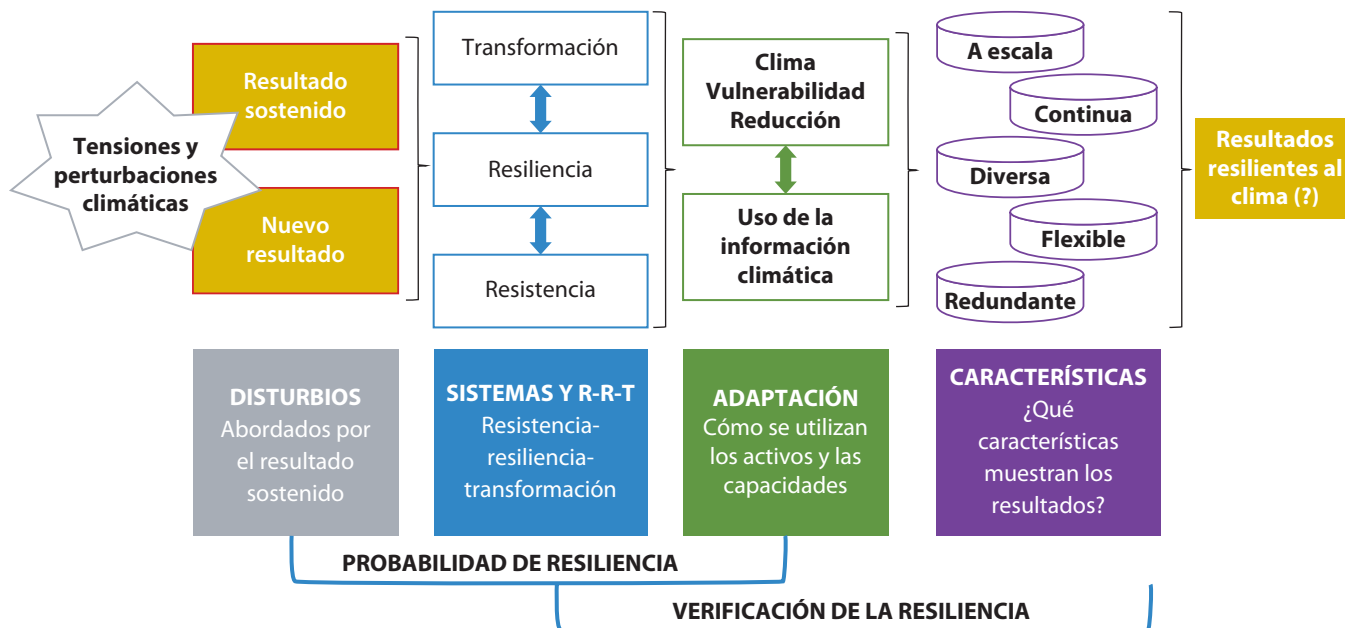 Tensiones y
perturbaciones
climáticas
Resultado
sostenido
Nuevo
resultado
Transformación
Resiliencia
Resistencia
Clima
Vulnerabilidad
Reducción
Uso de la
información
climática
A escala
Continua
Diversa
Flexible
Redundante
Resultados
resilientes al
clima (?)
DISTURBIOS
Abordados por
el resultado
sostenido
SISTEMAS Y R-R-T
Resistencia-
resiliencia-
transformación
ADAPTACIÓN
Cómo se utilizan
los activos y las
capacidades
CARACTERÍSTICAS
¿Qué
características
muestran los
resultados?
PROBABILIDAD DE RESILIENCIA
VERIFICACIÓN DE LA RESILIENCIA